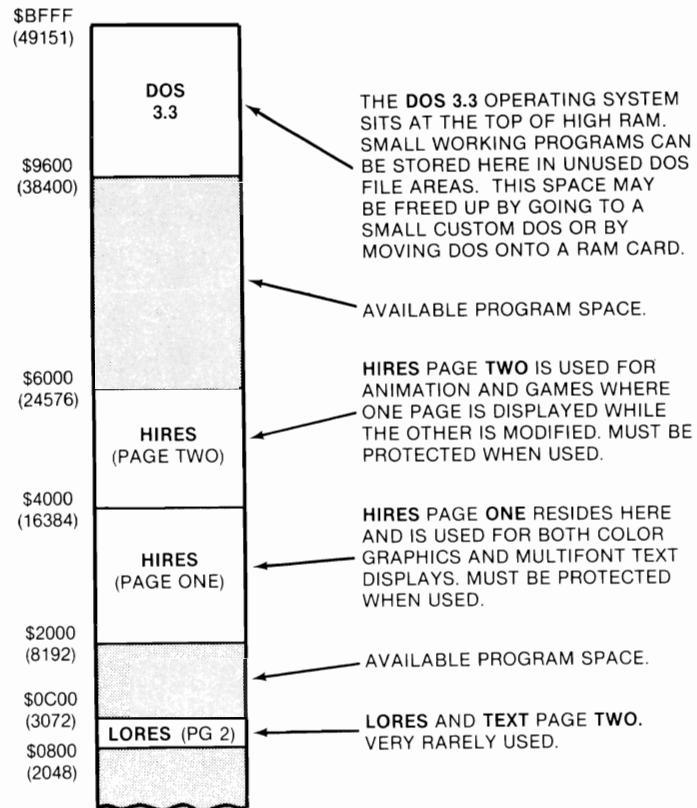 $BFFF
(49151)
DOS
3.3
THE DOS 3.3 OPERATING SYSTEM
SITS AT THE TOP OF HIGH RAM.
SMALL WORKING PROGRAMS CAN
BE STORED HERE IN UNUSED DOS
FILE AREAS. THIS SPACE MAY
BE FREED UP BY GOING TO A
SMALL CUSTOM DOS OR BY
MOVING DOS ONTO A RAM CARD.
$9600
(38400)
AVAILABLE PROGRAM SPACE.
$6000
(24576)
HIRES
(PAGE TWO)
HIRES PAGE TWO IS USED FOR
ANIMATION AND GAMES WHERE
ONE PAGE IS DISPLAYED WHILE
THE OTHER IS MODIFIED. MUST BE
PROTECTED WHEN USED.
$4000
(16384)
HIRES
(PAGE ONE)
HIRES PAGE ONE RESIDES HERE
AND IS USED FOR BOTH COLOR
GRAPHICS AND MULTIFONT TEXT
DISPLAYS. MUST BE PROTECTED
WHEN USED.
$2000
(8192)
AVAILABLE PROGRAM SPACE.
$0C00
(3072)
LORES (PG 2)
LORES AND TEXT PAGE TWO.
VERY RARELY USED.
$0800
(2048)